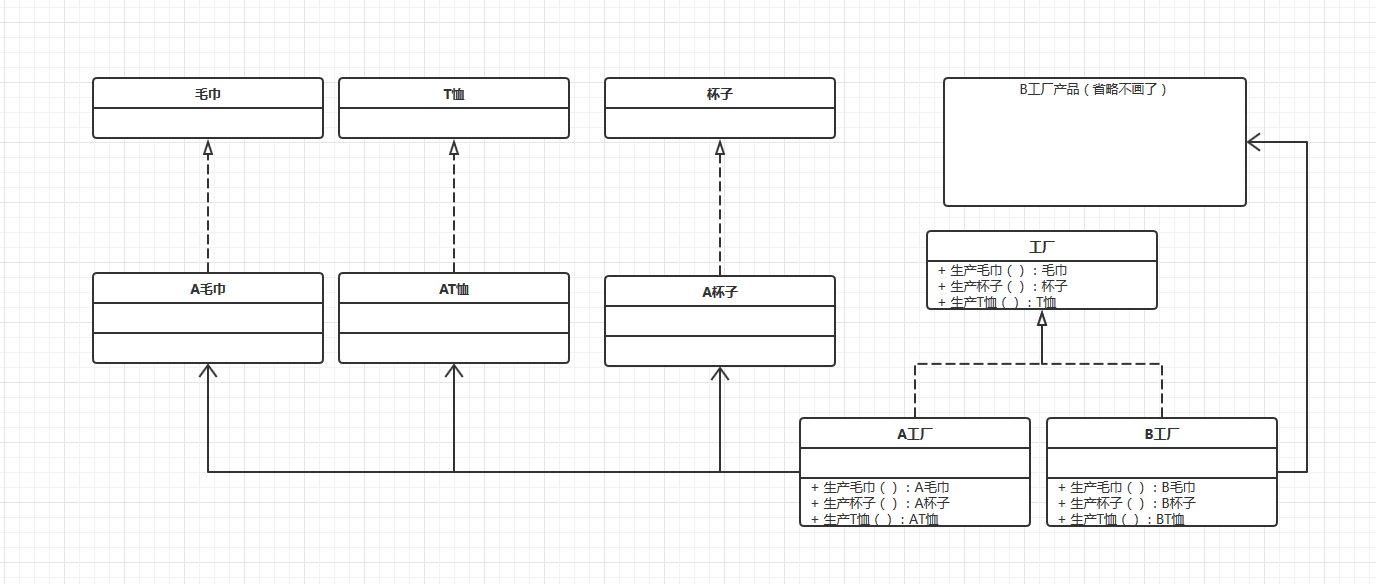 毛巾
T恤
杯子
B工厂产品（省略不画了）
工厂
+ 生产毛巾（ ）: 毛巾
+ 生产杯子（ ）: 杯子
+ 生产T恤（ ）: T恤
A毛巾
AT恤
A杯子
A工厂
+ 生产毛巾（ ）: A毛巾
+ 生产杯子（ ）: A杯子
+ 生产T恤（ ）: AT恤
B工厂
+ 生产毛巾（ ）: B毛巾
+ 生产杯子（ ）: B杯子
+ 生产T恤（ ）: BT恤